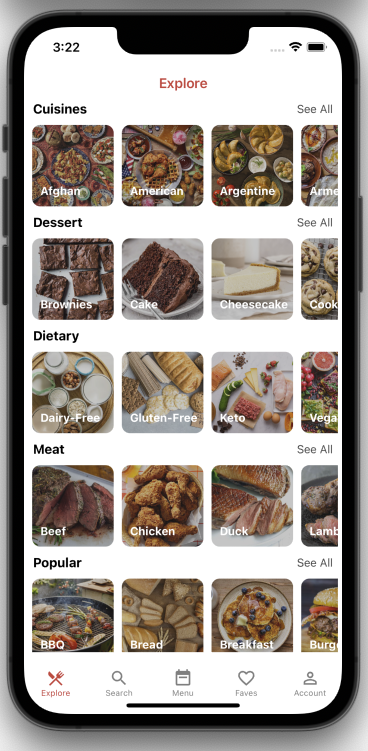 3:22
Explore
Cuisines See All
Afghan American Argentine Arme
Dessert See All
Brownies Cake Cheesecake Cook
Dietary
Dairy-Free Gluten-Free Keto Vega
Meat See All
Beef Chicken Duck Lamb
Popular See All
BBQ Bread Breakfast Burge
Explore Search Menu Faves Account